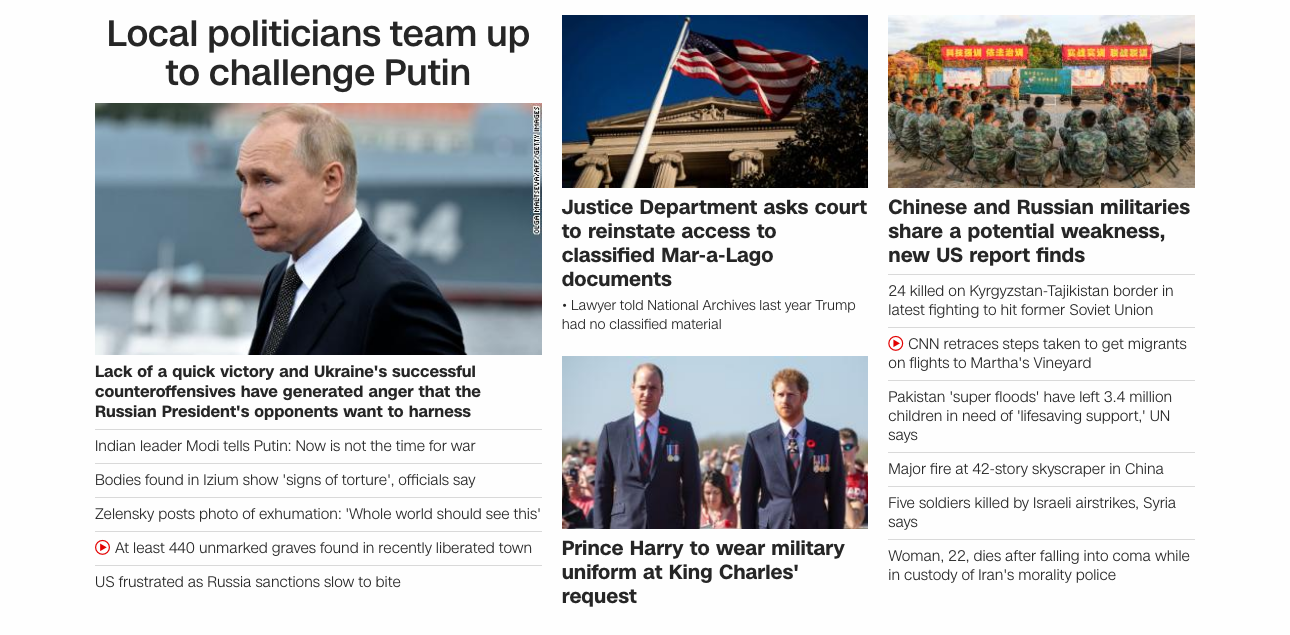 Local politicians team up
to challenge Putin
54
OLGA MALTSEVA/AFP/GETTY IMAGES
Lack of a quick victory and Ukraine's successful
counteroffensives have generated anger that the
Russian President's opponents want to harness
Indian leader Modi tells Putin: Now is not the time for war
Bodies found in Izium show 'signs of torture', officials say
Zelensky posts photo of exhumation: 'Whole world should see this'
At least 440 unmarked graves found in recently liberated town
US frustrated as Russia sanctions slow to bite
Justice Department asks court
to reinstate access to
classified Mar-a-Lago
documents
• Lawyer told National Archives last year Trump
had no classified material
Prince Harry to wear military
uniform at King Charles'
request
Chinese and Russian militaries
share a potential weakness,
new US report finds
24 killed on Kyrgyzstan-Tajikistan border in
latest fighting to hit former Soviet Union
CNN retraces steps taken to get migrants
on flights to Martha's Vineyard
Pakistan 'super floods' have left 3.4 million
children in need of 'lifesaving support,' UN
says
Major fire at 42-story skyscraper in China
Five soldiers killed by Israeli airstrikes, Syria
says
Woman, 22, dies after falling into coma while
in custody of Iran's morality police